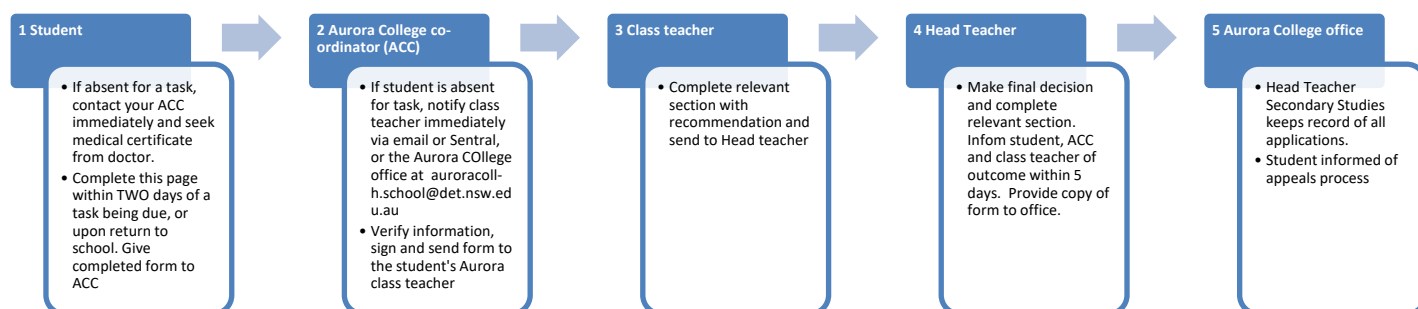 1 Student
• If absent for a task,
contact your ACC
immediately and seek
medical certificate
from doctor.
• Complete this page
within TWO days of a
task being due, or
upon return to
school. Give
completed form to
ACC
2 Aurora College co-
ordinator (ACC)
• If student is absent
for task, notify class
teacher immediately
via email or Sentral,
or the Aurora COllege
office at auroracoll-
h.school@det.nsw.ed
u.au
• Verify information,
sign and send form to
the student's Aurora
class teacher
3 Class teacher
• Complete relevant
section with
recommendation and
send to Head teacher
4 Head Teacher
• Make final decision
and complete
relevant section.
Infom student, ACC
and class teacher of
outcome within 5
days. Provide copy of
form to office.
5 Aurora College office
• Head Teacher
Secondary Studies
keeps record of all
applications.
• Student informed of
appeals process